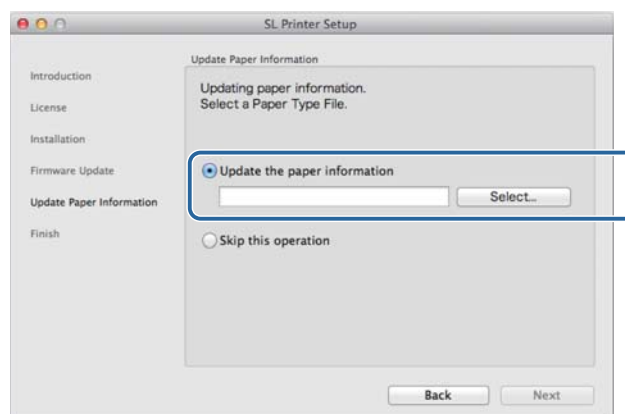 SL Printer Setup
Introduction
License
Installation
Firmware Update
Update Paper Information
Finish
Update Paper Information
Updating paper information.
Select a Paper Type File.
Update the paper information
Select...
Skip this operation
Back
Next